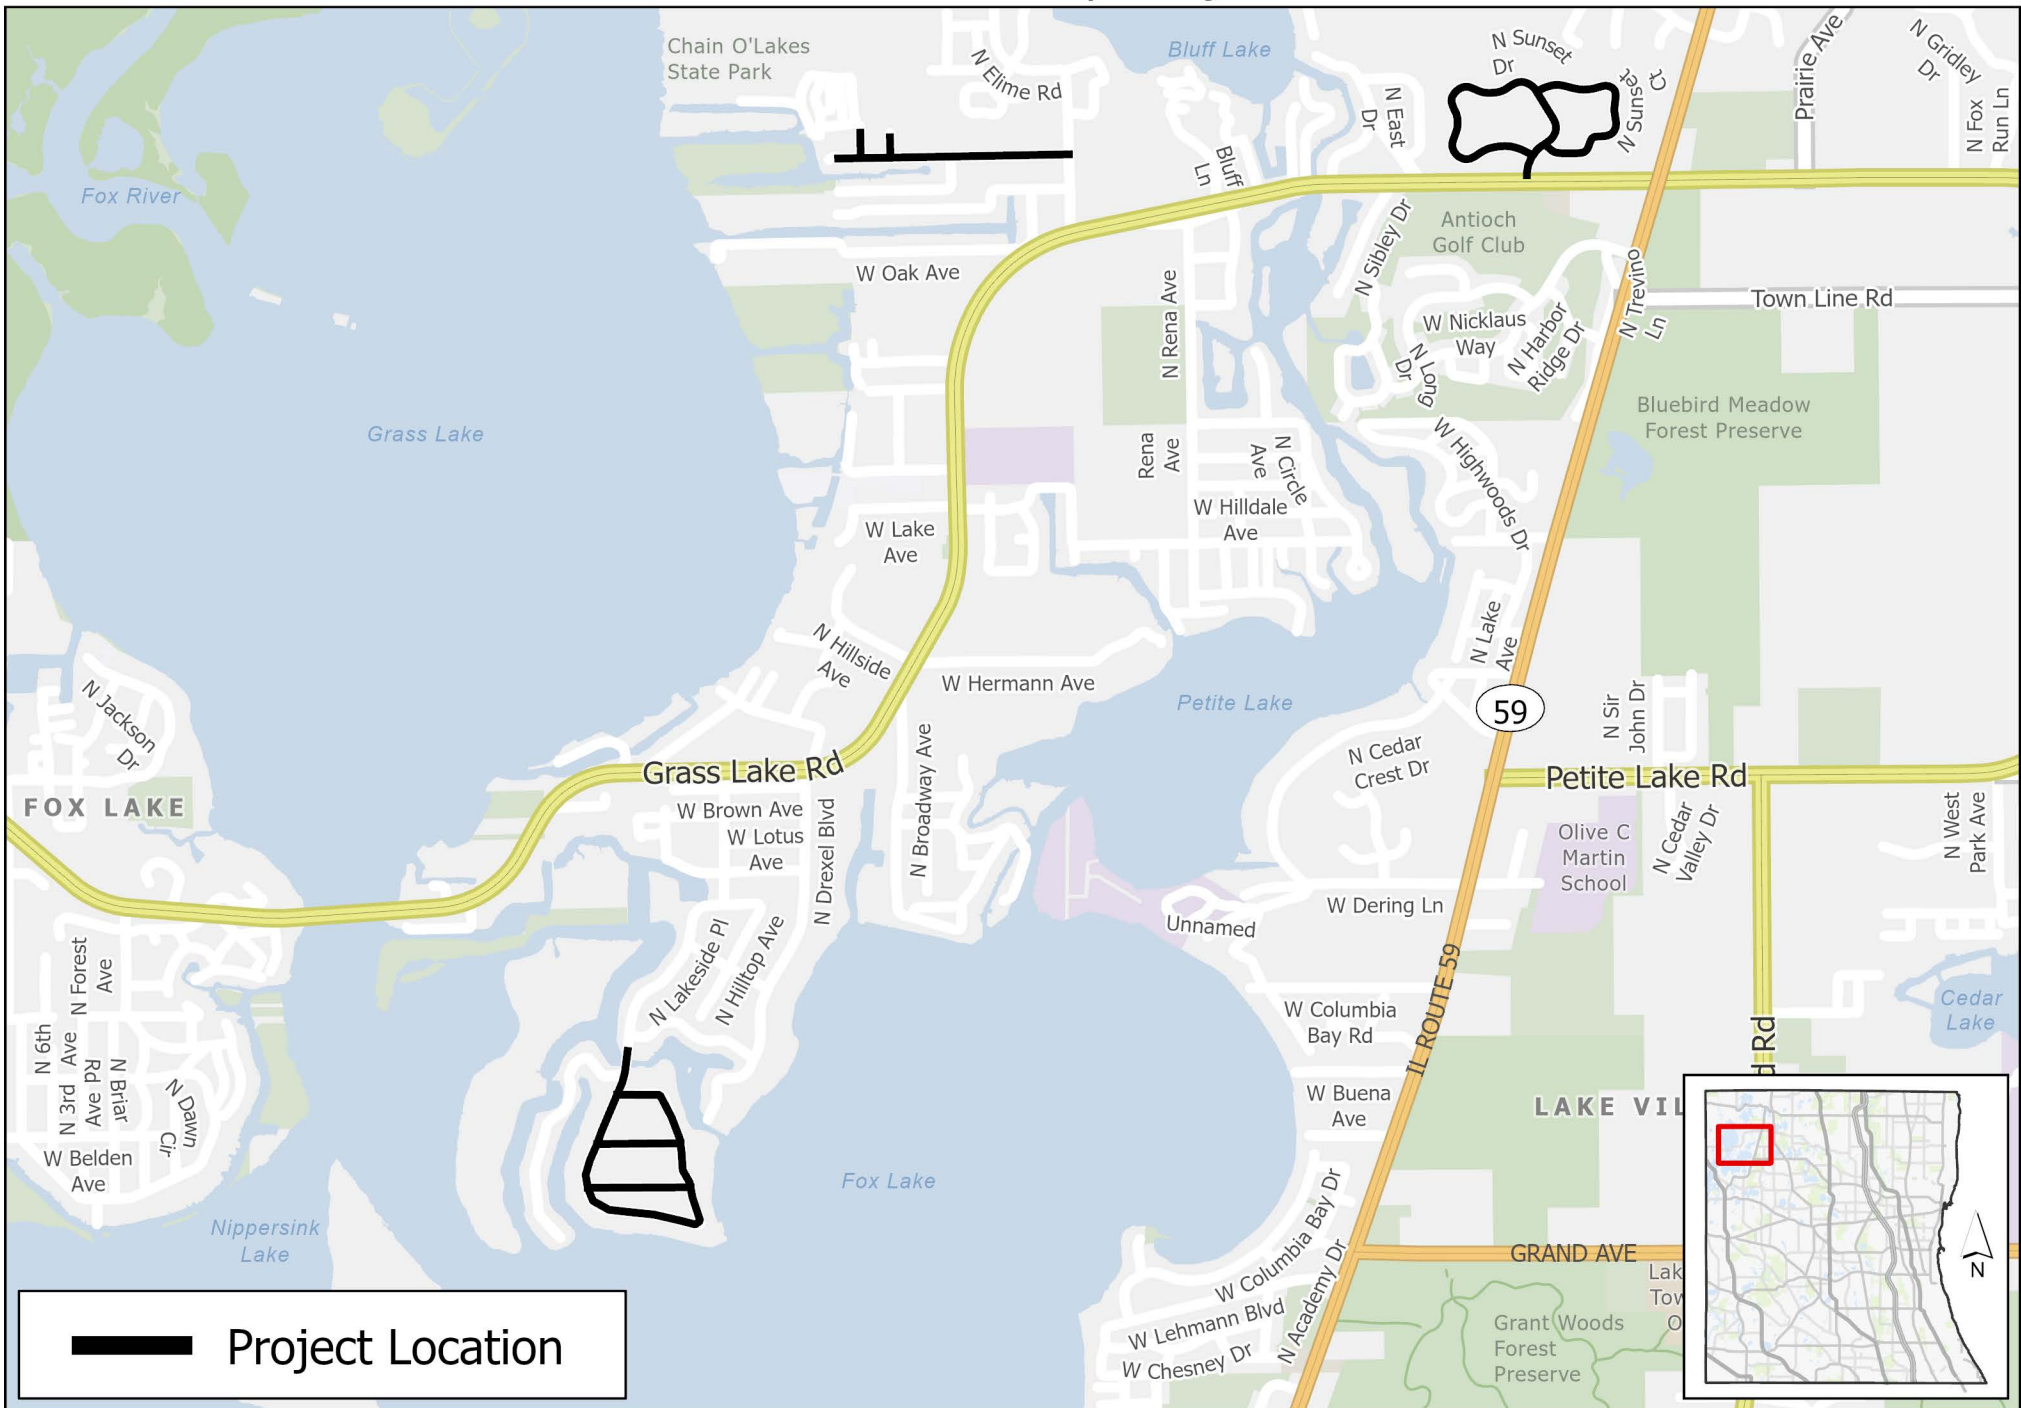 Chain O'Lakes
State Park
N Elime Rd
Bluff Lake
N Sunset
Dr
N Sunset
Ct
Prairie Ave
N Gridley
Dr
N Fox
Run Ln
N East
Dr
Bluff
Ln
Fox River
Antioch
Golf Club
N Sibley Dr
W Oak Ave
N Rena Ave
N Trevino
Ln
Town Line Rd
W Nicklaus
Way
N Harbor
Ridge Dr
N Long
Dr
Grass Lake
Bluebird Meadow
Forest Preserve
Rena
Ave
N Circle
Ave
W Highwoods Dr
W Hilldale
Ave
W Lake
Ave
N Hillside
Ave
N Lake
Ave
W Hermann Ave
Petite Lake
59
N Sir
John Dr
N Jackson
Dr
N Cedar
Crest Dr
Grass Lake Rd
Petite Lake Rd
FOX LAKE
W Brown Ave
W Lotus
Ave
N Drexel Blvd
N Broadway Ave
Olive C
Martin
School
N Cedar
Valley Dr
N West
Park Ave
W Dering Ln
Unnamed
N Forest
Ave
N Lakeside Pl
N Hilltop Ave
IL ROUTE 59
W Columbia
Bay Rd
Cedar
Lake
N 6th
Ave
N 3rd
Ave
Rd
N Briar
N Dawn
Cir
d Rd
W Buena
Ave
LAKE VIL
W Belden
Ave
Fox Lake
Nippersink
Lake
W Columbia Bay Dr
N Academy Dr
GRAND AVE
W Lehmann Blvd
W Chesney Dr
Grant Woods
Forest
Preserve
Lak
Tow
O
N
Project Location